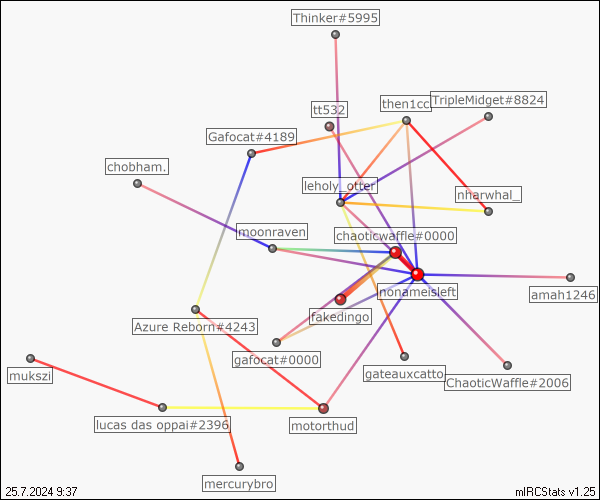 Thinker#5995
TripleMidget#8824
then1cc
tt532
Gafocat#4189
chobham.
leholy_otter
nharwhal_
moonraven
chaoticwaffle#0000
nonameisleft
amah1246
fakedingo
Azure Reborn#4243
gafocat#0000
gateauxcatto
mukszi
ChaoticWaffle#2006
lucas das oppai#2396
motorthud
mercurybro
25.7.2024 9:37
mIRCStats v1.25